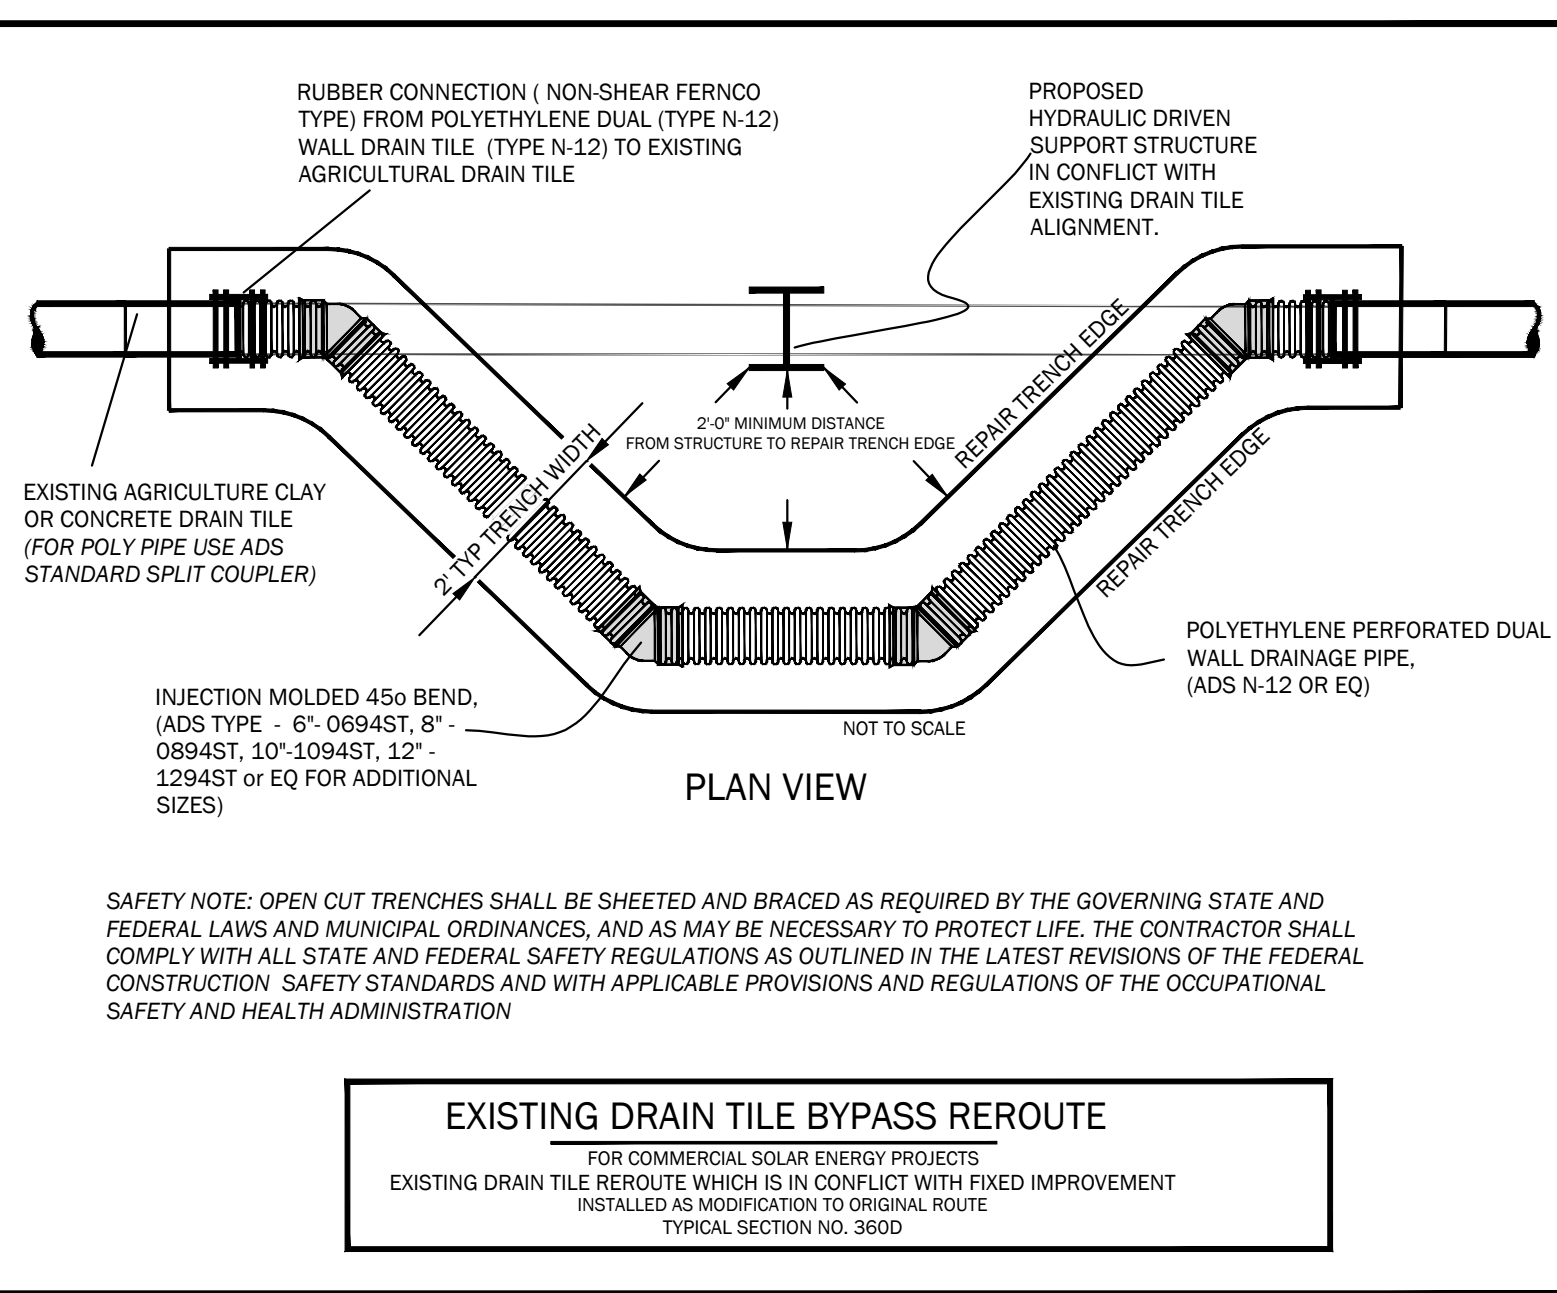 RUBBER CONNECTION ( NON-SHEAR FERNCO
TYPE) FROM POLYETHYLENE DUAL (TYPE N-12)
WALL DRAIN TILE (TYPE N-12) TO EXISTING
AGRICULTURAL DRAIN TILE
PROPOSED
HYDRAULIC DRIVEN
SUPPORT STRUCTURE
IN CONFLICT WITH
EXISTING DRAIN TILE
ALIGNMENT.
2'-0" MINIMUM DISTANCE
FROM STRUCTURE TO REPAIR TRENCH EDGE
REPAIR TRENCH EDGE
2' TYP TRENCH WIDTH
REPAIR TRENCH EDGE
EXISTING AGRICULTURE CLAY
OR CONCRETE DRAIN TILE
(FOR POLY PIPE USE ADS
STANDARD SPLIT COUPLER)
POLYETHYLENE PERFORATED DUAL
WALL DRAINAGE PIPE,
(ADS N-12 OR EQ)
INJECTION MOLDED 45o BEND,
(ADS TYPE - 6"- 0694ST, 8" -
0894ST, 10"-1094ST, 12" -
1294ST or EQ FOR ADDITIONAL
SIZES)
NOT TO SCALE
PLAN VIEW
SAFETY NOTE: OPEN CUT TRENCHES SHALL BE SHEETED AND BRACED AS REQUIRED BY THE GOVERNING STATE AND
FEDERAL LAWS AND MUNICIPAL ORDINANCES, AND AS MAY BE NECESSARY TO PROTECT LIFE. THE CONTRACTOR SHALL
COMPLY WITH ALL STATE AND FEDERAL SAFETY REGULATIONS AS OUTLINED IN THE LATEST REVISIONS OF THE FEDERAL
CONSTRUCTION SAFETY STANDARDS AND WITH APPLICABLE PROVISIONS AND REGULATIONS OF THE OCCUPATIONAL
SAFETY AND HEALTH ADMINISTRATION
EXISTING DRAIN TILE BYPASS REROUTE
FOR COMMERCIAL SOLAR ENERGY PROJECTS
EXISTING DRAIN TILE REROUTE WHICH IS IN CONFLICT WITH FIXED IMPROVEMENT
INSTALLED AS MODIFICATION TO ORIGINAL ROUTE
TYPICAL SECTION NO. 360D